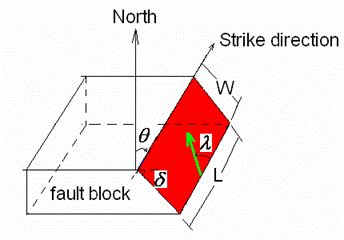 North
Strike direction
W
θ
λ
L
δ
fault block